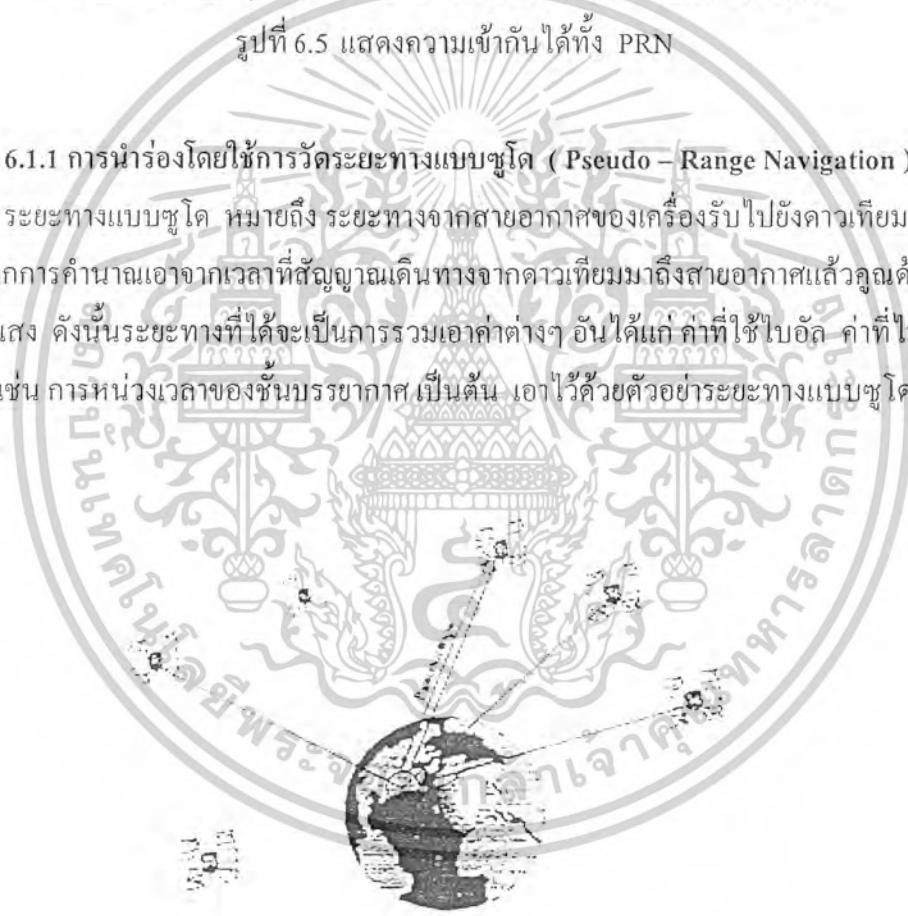 รูปที่ 6.5 แสดงความเข้ากันได้ทั้ง PRN
6.1.1 การนำร่องโดยใช้การวัดระยะทางแบบซูโด ( Pseudo – Range Navigation )
ระยะทางแบบซูโด หมายถึง ระยะทางจากสายอากาศของเครื่องรับไปยังดาวเทียม
กการคำนาณเอาจากเวลาที่สัญญาณเดินทางจากดาวเทียมมาถึงสายอากาศแล้วคูณด้
แสง ดังนั้นระยะทางที่ได้จะเป็นการรวมเอาค่าต่างๆ อันได้แก่ ค่าที่ใช้ไบอัล ค่าที่ไ
เช่น การหน่วงเวลาของชั้นบรรยากาศ เป็นต้น เอาไว้ด้วยตัวอย่างระยะทางแบบซูโด